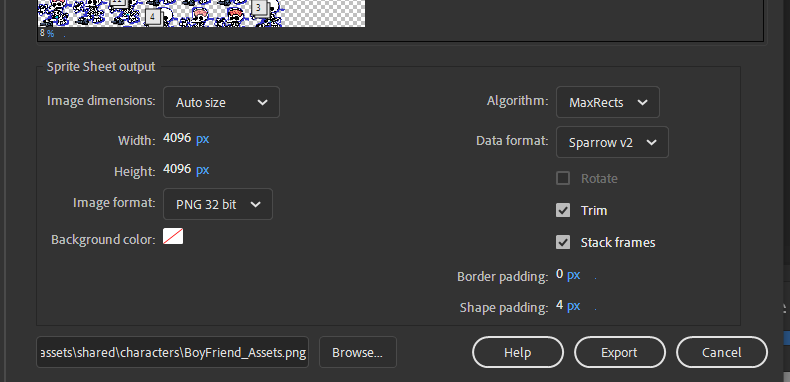 4
3
8 %
Sprite Sheet output
Image dimensions: Auto size
Algorithm: MaxRects
Width: 4096 px
Data format: Sparrow v2
Height: 4096 px
Rotate
Image format: PNG 32 bit
Trim
Background color:
Stack frames
Border padding: 0 px
Shape padding: 4 px
assets\shared\characters\BoyFriend_Assets.png
Browse...
Help
Export
Cancel